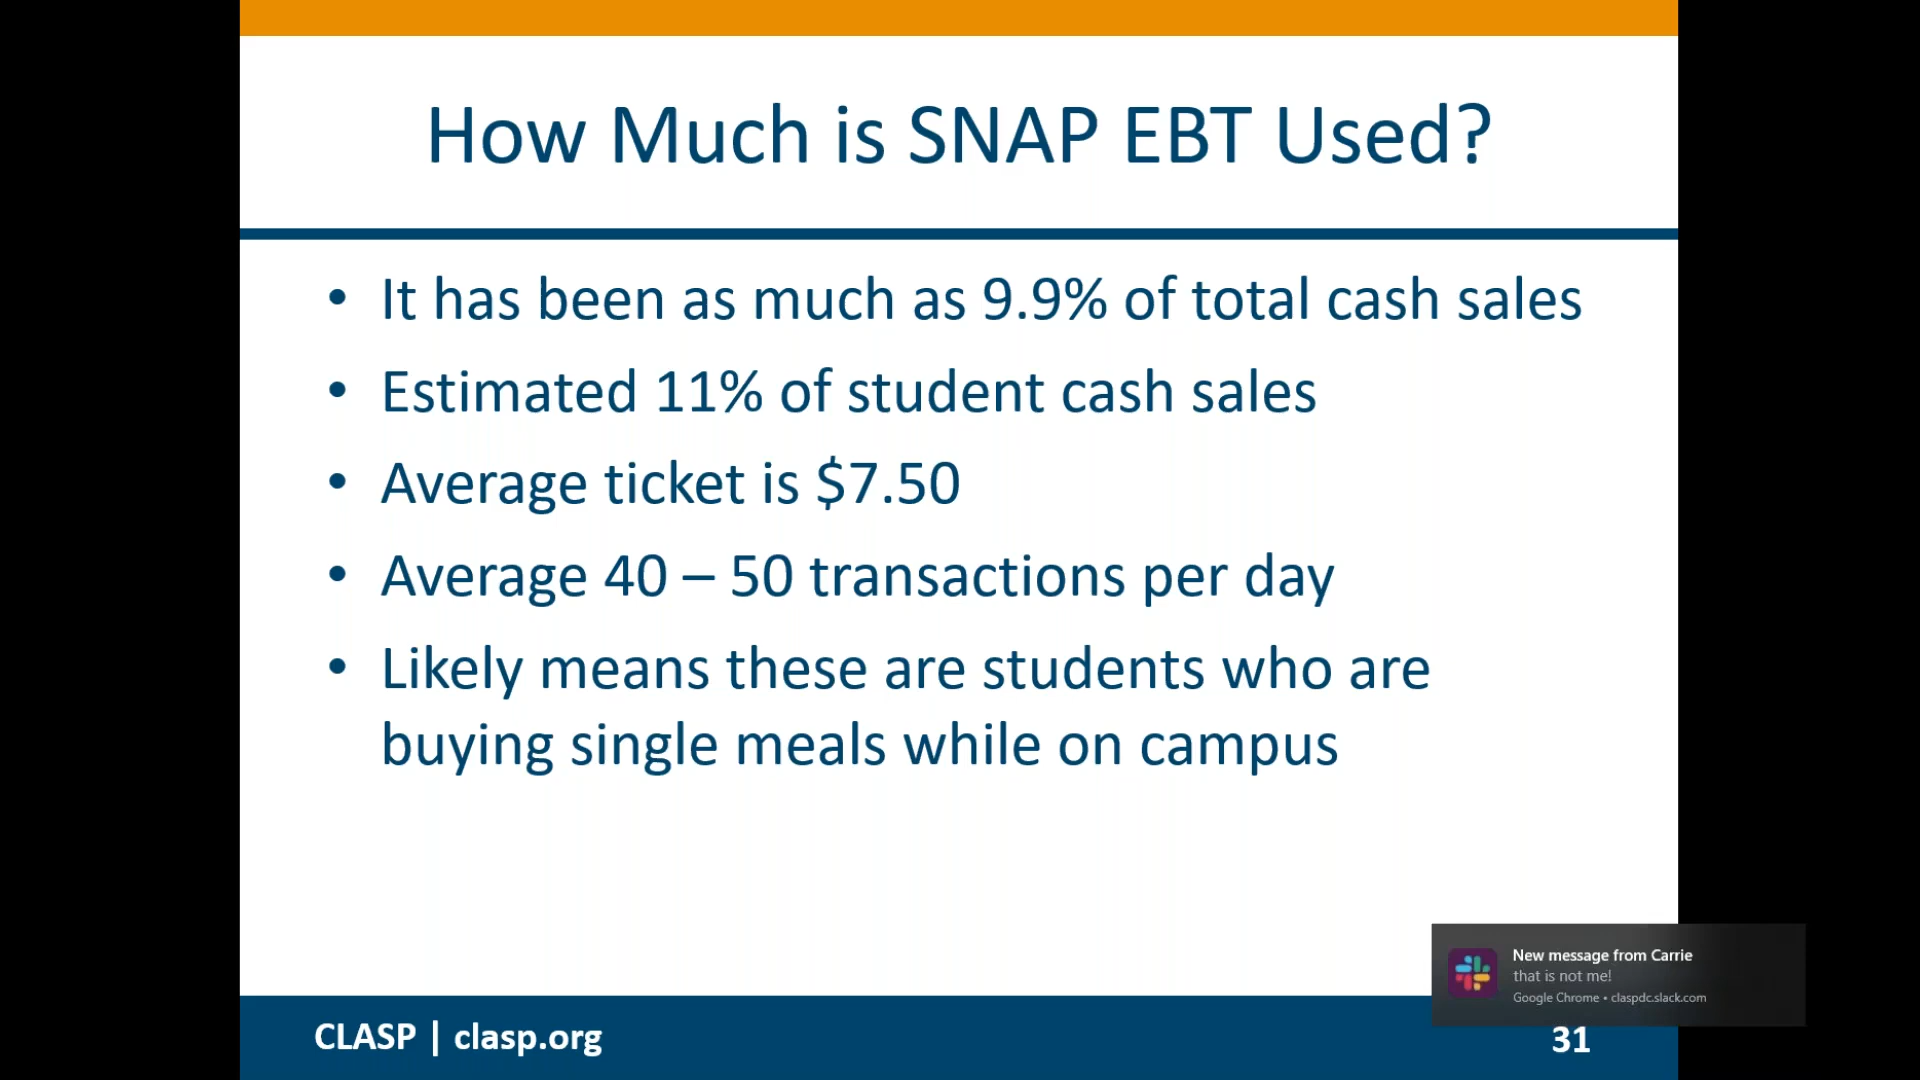 How Much is SNAP EBT Used?
• It has been as much as 9.9% of total cash sales
• Estimated 11% of student cash sales
• Average ticket is $7.50
• Average 40 – 50 transactions per day
• Likely means these are students who are
buying single meals while on campus
New message from Carrie
that is not me!
Google Chrome • claspdc.slack.com
CLASP | clasp.org
31